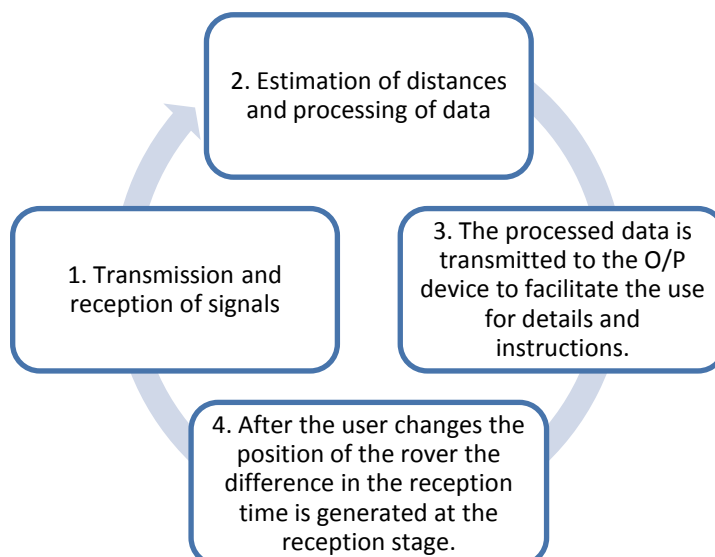 2. Estimation of distances
and processing of data
1. Transmission and
reception of signals
3. The processed data is
transmitted to the O/P
device to facilitate the use
for details and
instructions.
4. After the user changes the
position of the rover the
difference in the reception
time is generated at the
reception stage.